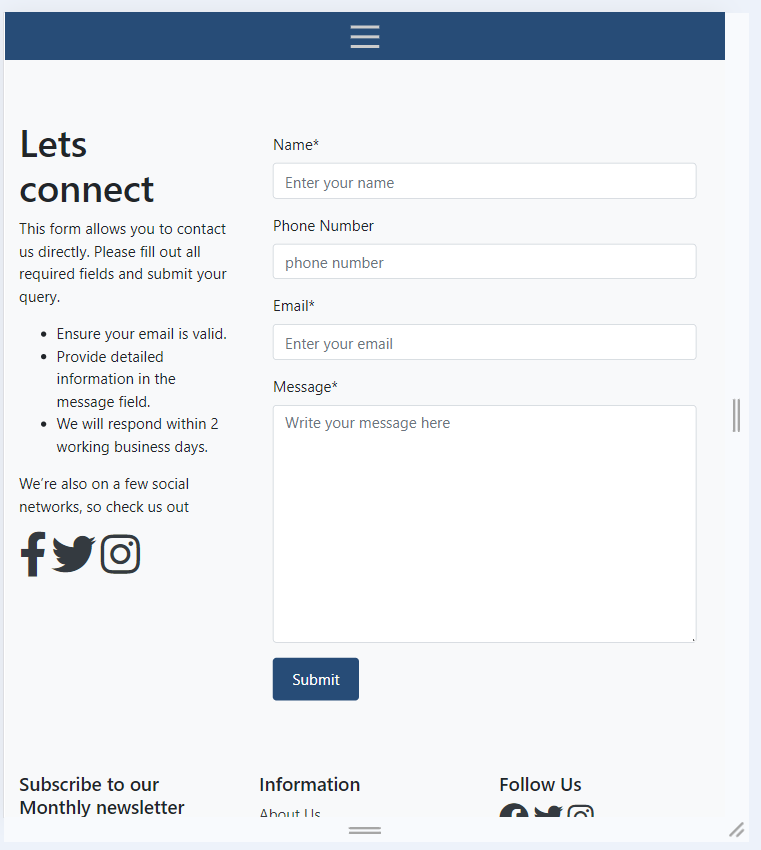 Lets
connect
This form allows you to contact
us directly. Please fill out all
required fields and submit your
query.
Ensure your email is valid.
Provide detailed
information in the
message field.
We will respond within 2
working business days.
We're also on a few social
networks, so check us out
Name*
Enter your name
Phone Number
phone number
Email*
Enter your email
Message*
Write your message here
Submit
Subscribe to our
Monthly newsletter
Information
About Us
Follow Us